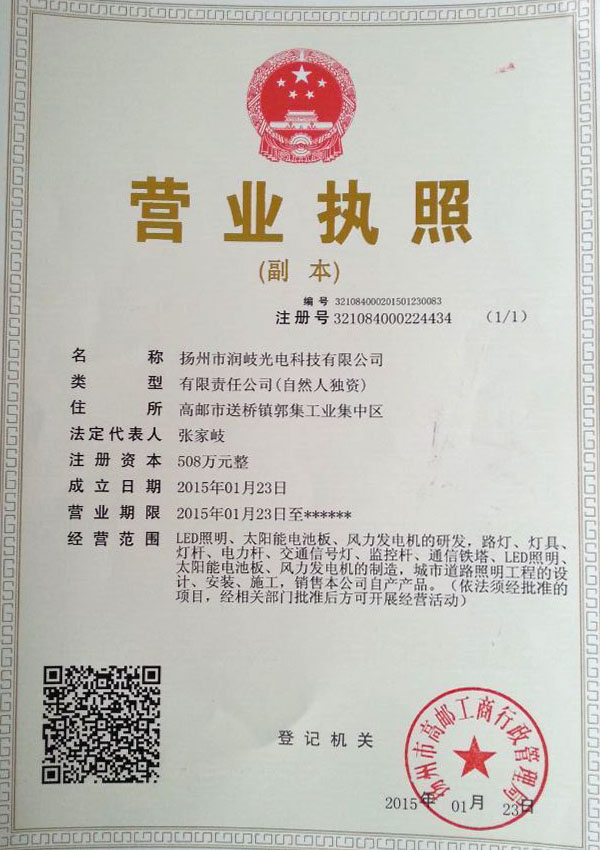 营业执照
(副 本)
编 号 321084000201501230083
注册号 321084000224434 (1/1)
名 称 扬州市润岐光电科技有限公司
类 型 有限责任公司(自然人独资)
住 所 高邮市送桥镇郭集工业集中区
法定代表人 张家岐
注册资本 508万元整
成立日期 2015年01月23日
营业期限 2015年01月23日至******
经营范围 LED照明、太阳能电池板、风力发电机的研发，路灯、灯具、
灯杆、电力杆、交通信号灯、监控杆、通信铁塔、LED照明、
太阳能电池板、风力发电机的制造，城市道路照明工程的设
计、安装、施工，销售本公司自产产品。（依法须经批准的
项目，经相关部门批准后方可开展经营活动）
登记机关
扬州市高邮工商行政管理局
2015年 01月 23日